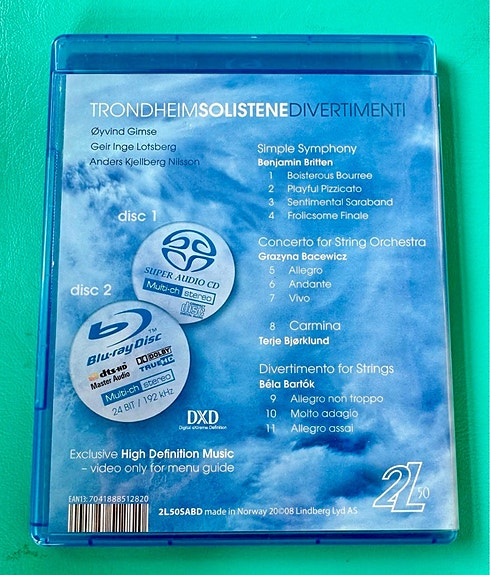 TRONDHEIMSOLISTENEDIVERTIMENTI
Øyvind Gimse
Geir Inge Lotsberg
Anders Kjellberg Nilsson
disc 1
SUPER AUDIO CD
Multi-ch stereo
disc 2
Blu-ray Disc™
dts-HD
Master Audio
DOLBY
TRUEHD
Multi-ch stereo
24 BIT / 192 kHz
DXD
Digital eXtreme Definition
Exclusive High Definition Music
– video only for menu guide
Simple Symphony
Benjamin Britten
1 Boisterous Bourree
2 Playful Pizzicato
3 Sentimental Saraband
4 Frolicsome Finale
Concerto for String Orchestra
Grazyna Bacewicz
5 Allegro
6 Andante
7 Vivo
8 Carmina
Terje Bjørklund
Divertimento for Strings
Béla Bartók
9 Allegro non troppo
10 Molto adagio
11 Allegro assai
2L 50
EAN13: 7041888512820
2L50SABD made in Norway 20©08 Lindberg Lyd AS